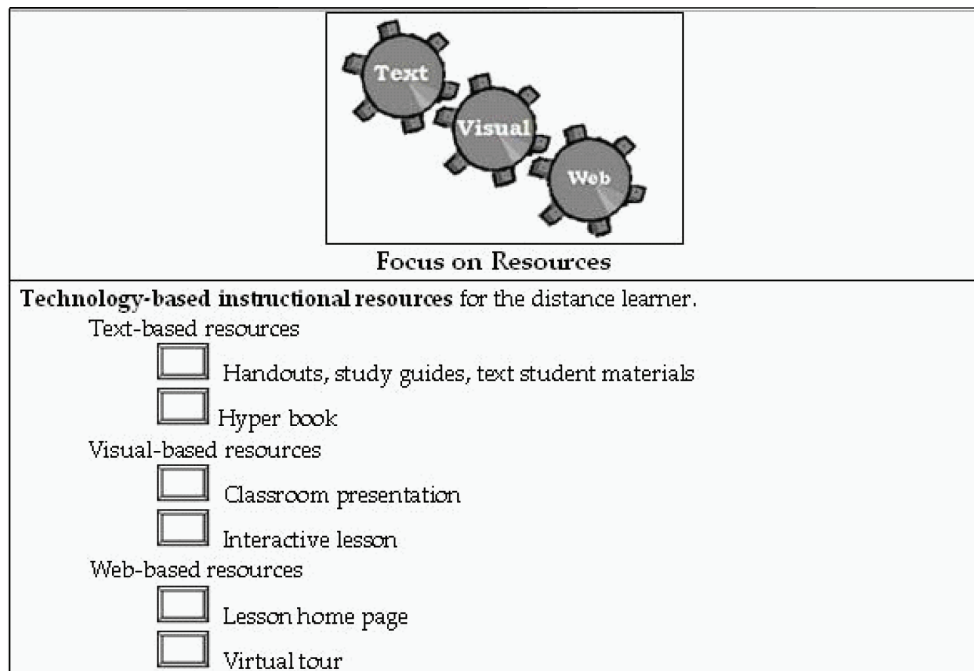 Text
Visual
Web
Focus on Resources
Technology-based instructional resources for the distance learner.
Text-based resources
Handouts, study guides, text student materials
Hyper book
Visual-based resources
Classroom presentation
Interactive lesson
Web-based resources
Lesson home page
Virtual tour